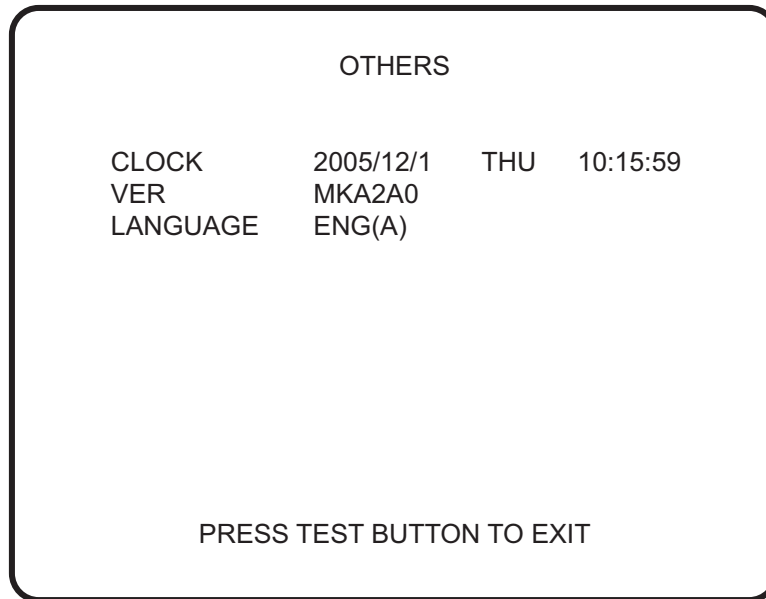 OTHERS
CLOCK 2005/12/1 THU 10:15:59
VER MKA2A0
LANGUAGE ENG(A)
PRESS TEST BUTTON TO EXIT